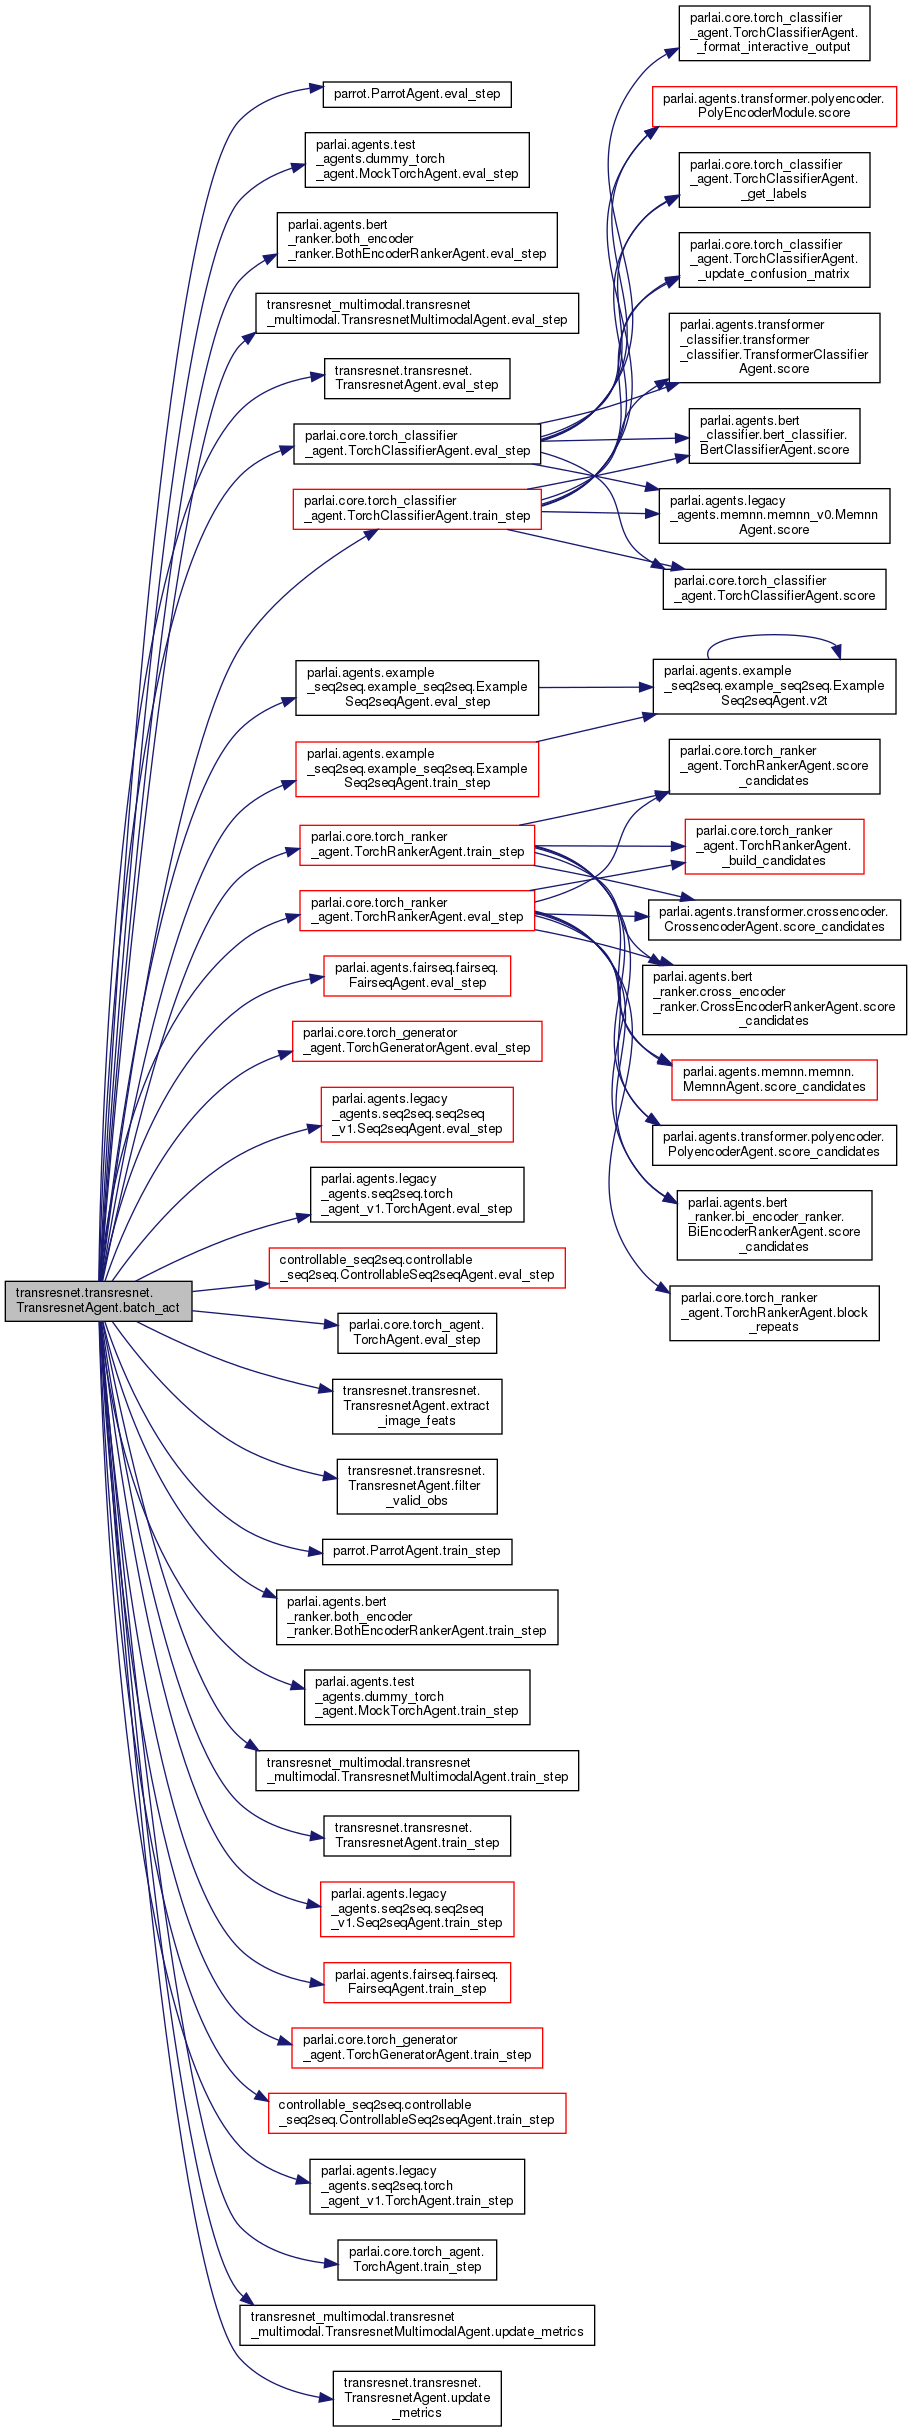 parlai.core.torch_classifier
_agent.TorchClassifierAgent.
_format_interactive_output
parrot.ParrotAgent.eval_step
parlai.agents.transformer.polyencoder.
PolyEncoderModule.score
parlai.agents.test
_agents.dummy_torch
_agent.MockTorchAgent.eval_step
parlai.core.torch_classifier
_agent.TorchClassifierAgent.
_get_labels
parlai.agents.bert
_ranker.both_encoder
_ranker.BothEncoderRankerAgent.eval_step
parlai.core.torch_classifier
_agent.TorchClassifierAgent.
_update_confusion_matrix
transresnet_multimodal.transresnet
_multimodal.TransresnetMultimodalAgent.eval_step
parlai.agents.transformer
_classifier.transformer
_classifier.TransformerClassifier
Agent.score
transresnet.transresnet.
TransresnetAgent.eval_step
parlai.core.torch_classifier
_agent.TorchClassifierAgent.eval_step
parlai.agents.bert
_classifier.bert_classifier.
BertClassifierAgent.score
parlai.core.torch_classifier
_agent.TorchClassifierAgent.train_step
parlai.agents.legacy
_agents.memnn.memnn_v0.Memnn
Agent.score
parlai.core.torch_classifier
_agent.TorchClassifierAgent.score
parlai.agents.example
_seq2seq.example_seq2seq.Example
Seq2seqAgent.eval_step
parlai.agents.example
_seq2seq.example_seq2seq.Example
Seq2seqAgent.v2t
parlai.agents.example
_seq2seq.example_seq2seq.Example
Seq2seqAgent.train_step
parlai.core.torch_ranker
_agent.TorchRankerAgent.score
_candidates
parlai.core.torch_ranker
_agent.TorchRankerAgent.train_step
parlai.core.torch_ranker
_agent.TorchRankerAgent.
_build_candidates
parlai.core.torch_ranker
_agent.TorchRankerAgent.eval_step
parlai.agents.transformer.crossencoder.
CrossencoderAgent.score_candidates
parlai.agents.fairseq.fairseq.
FairseqAgent.eval_step
parlai.agents.bert
_ranker.cross_encoder
_ranker.CrossEncoderRankerAgent.score
_candidates
parlai.core.torch_generator
_agent.TorchGeneratorAgent.eval_step
parlai.agents.memnn.memnn.
MemnnAgent.score_candidates
parlai.agents.legacy
_agents.seq2seq.seq2seq
_v1.Seq2seqAgent.eval_step
parlai.agents.transformer.polyencoder.
PolyencoderAgent.score_candidates
parlai.agents.legacy
_agents.seq2seq.torch
_agent_v1.TorchAgent.eval_step
parlai.agents.bert
_ranker.bi_encoder_ranker.
BiEncoderRankerAgent.score
_candidates
controllable_seq2seq.controllable
_seq2seq.ControllableSeq2seqAgent.eval_step
transresnet.transresnet.
TransresnetAgent.batch_act
parlai.core.torch_ranker
_agent.TorchRankerAgent.block
_repeats
parlai.core.torch_agent.
TorchAgent.eval_step
transresnet.transresnet.
TransresnetAgent.extract
_image_feats
transresnet.transresnet.
TransresnetAgent.filter
_valid_obs
parrot.ParrotAgent.train_step
parlai.agents.bert
_ranker.both_encoder
_ranker.BothEncoderRankerAgent.train_step
parlai.agents.test
_agents.dummy_torch
_agent.MockTorchAgent.train_step
transresnet_multimodal.transresnet
_multimodal.TransresnetMultimodalAgent.train_step
transresnet.transresnet.
TransresnetAgent.train_step
parlai.agents.legacy
_agents.seq2seq.seq2seq
_v1.Seq2seqAgent.train_step
parlai.agents.fairseq.fairseq.
FairseqAgent.train_step
parlai.core.torch_generator
_agent.TorchGeneratorAgent.train_step
controllable_seq2seq.controllable
_seq2seq.ControllableSeq2seqAgent.train_step
parlai.agents.legacy
_agents.seq2seq.torch
_agent_v1.TorchAgent.train_step
parlai.core.torch_agent.
TorchAgent.train_step
transresnet_multimodal.transresnet
_multimodal.TransresnetMultimodalAgent.update_metrics
transresnet.transresnet.
TransresnetAgent.update
_metrics